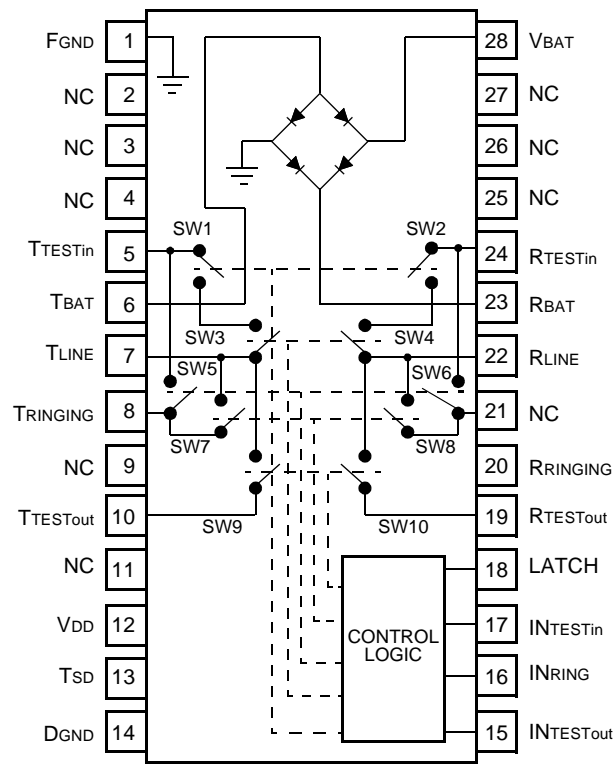 FGND 1 28 VBAT
NC 2 27 NC
NC 3 26 NC
NC 4 25 NC
SW1 SW2
TTESTin 5 24 RTESTin
TBAT 6 23 RBAT
SW3 SW4
TLINE 7 22 RLINE
SW5 SW6
TRINGING 8 21 NC
SW7 SW8
NC 9 20 RRINGING
TTESTout 10 19 RTESTout
SW9 SW10
NC 11 18 LATCH
VDD 12 17 INTESTin
CONTROL
LOGIC
TSD 13 16 INRING
DGND 14 15 INTESTout